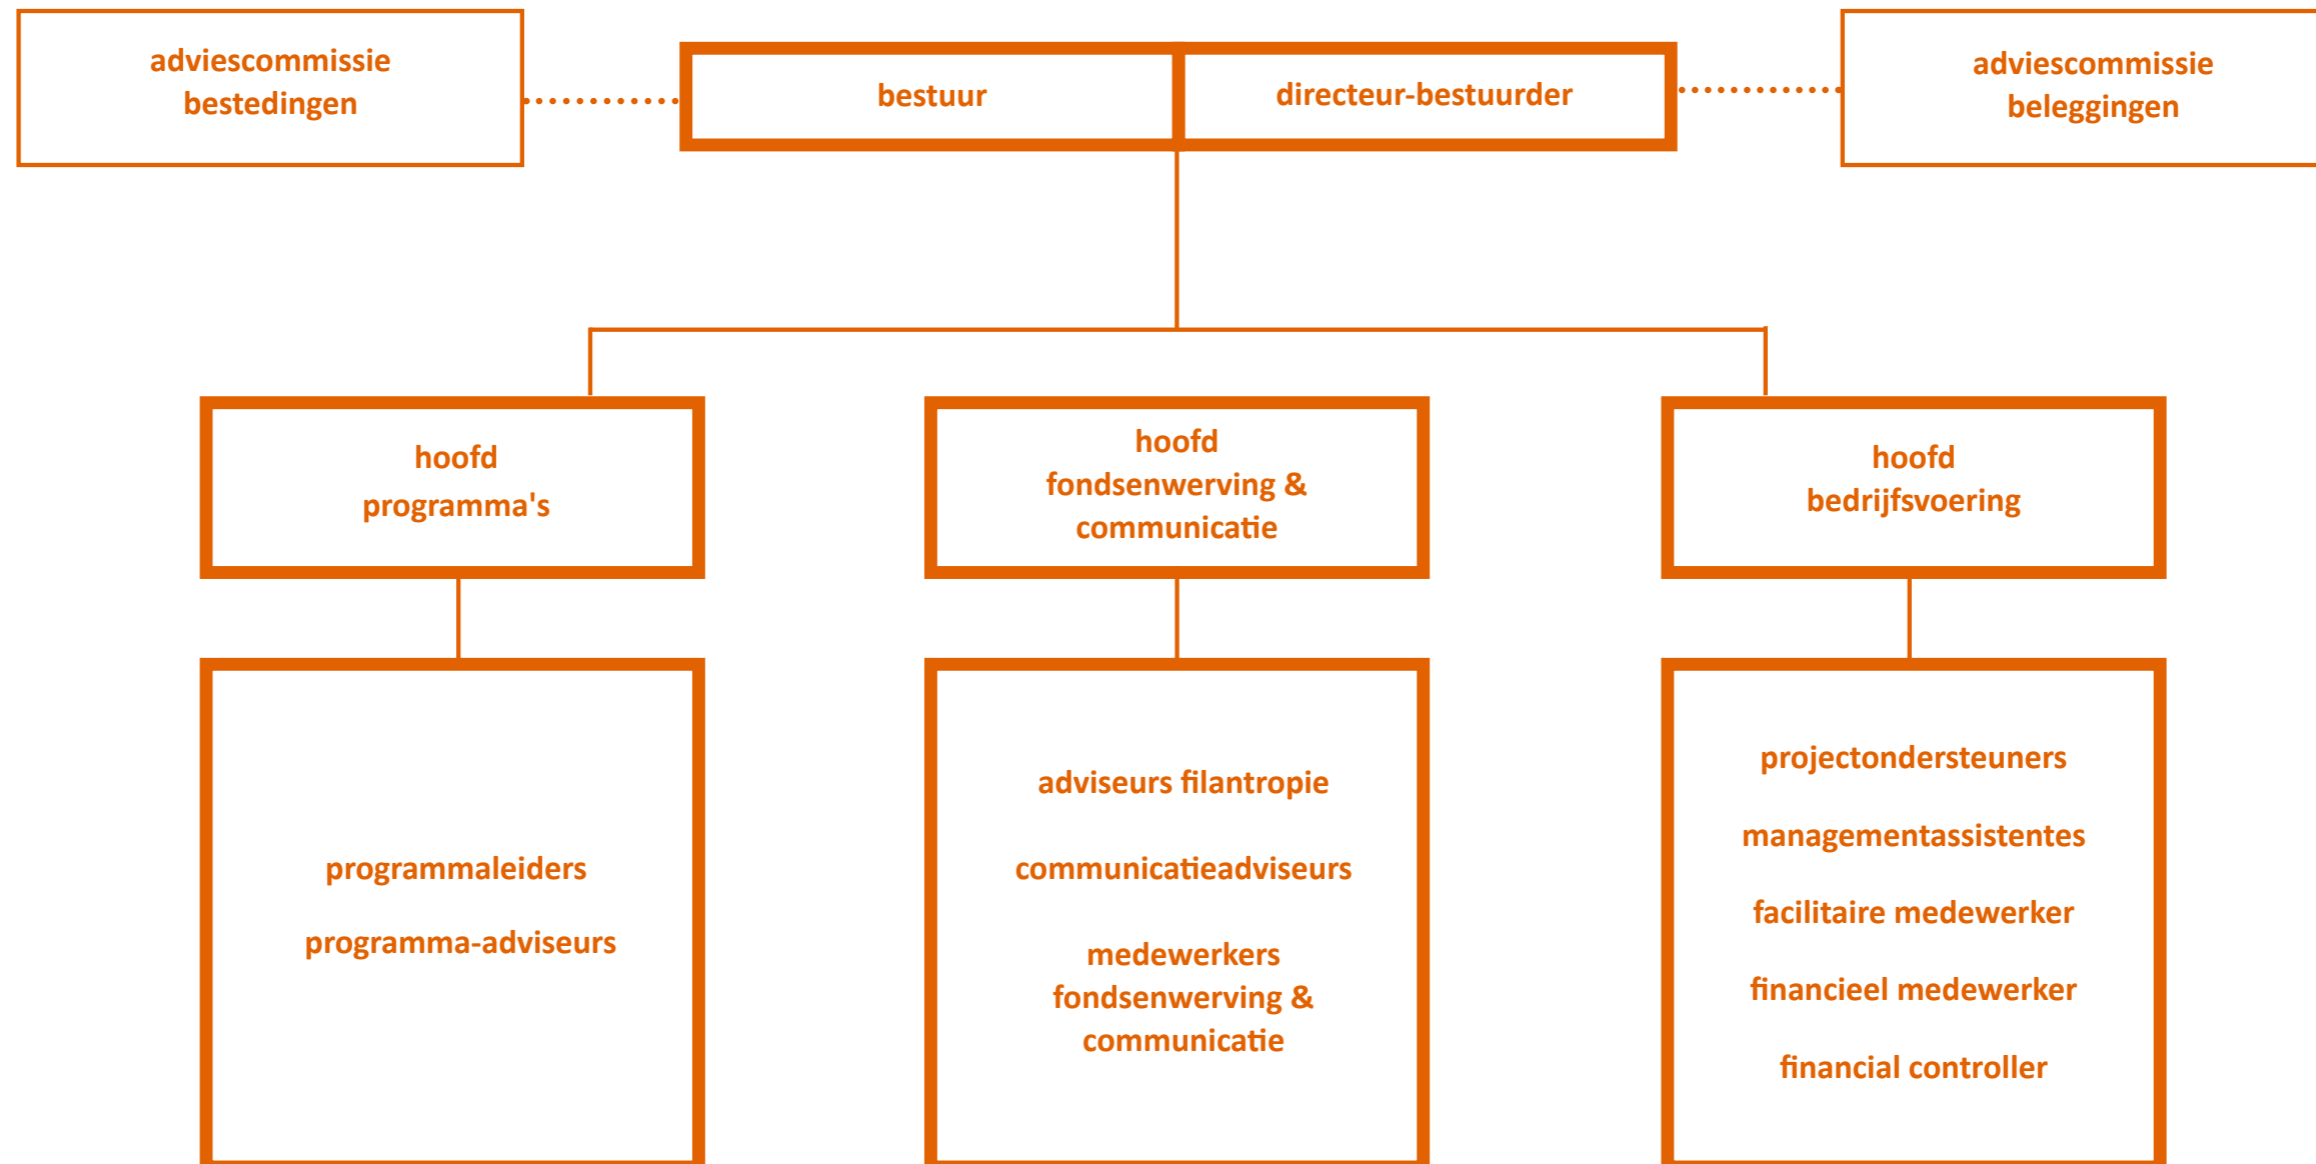 adviescommissie
bestedingen
bestuur
directeur-bestuurder
adviescommissie
beleggingen
hoofd
programma's
hoofd
fondsenwerving &
communicatie
hoofd
bedrijfsvoering
programmaleiders
programma-adviseurs
adviseurs filantropie
communicatieadviseurs
medewerkers
fondsenwerving &
communicatie
projectondersteuners
managementassistentes
facilitaire medewerker
financieel medewerker
financial controller